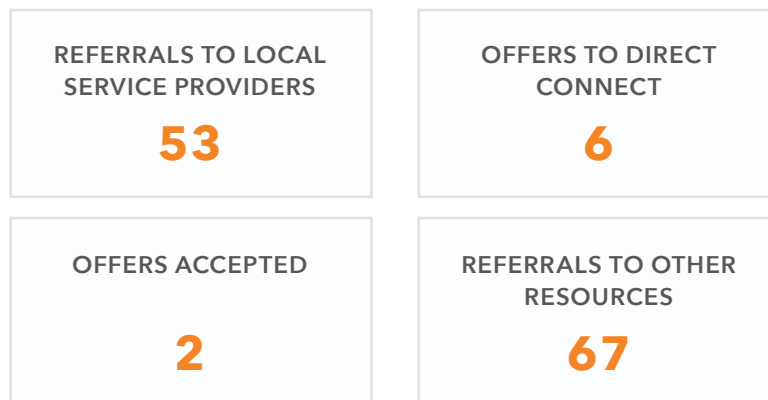 REFERRALS TO LOCAL
SERVICE PROVIDERS
53
OFFERS TO DIRECT
CONNECT
6
OFFERS ACCEPTED
2
REFERRALS TO OTHER
RESOURCES
67